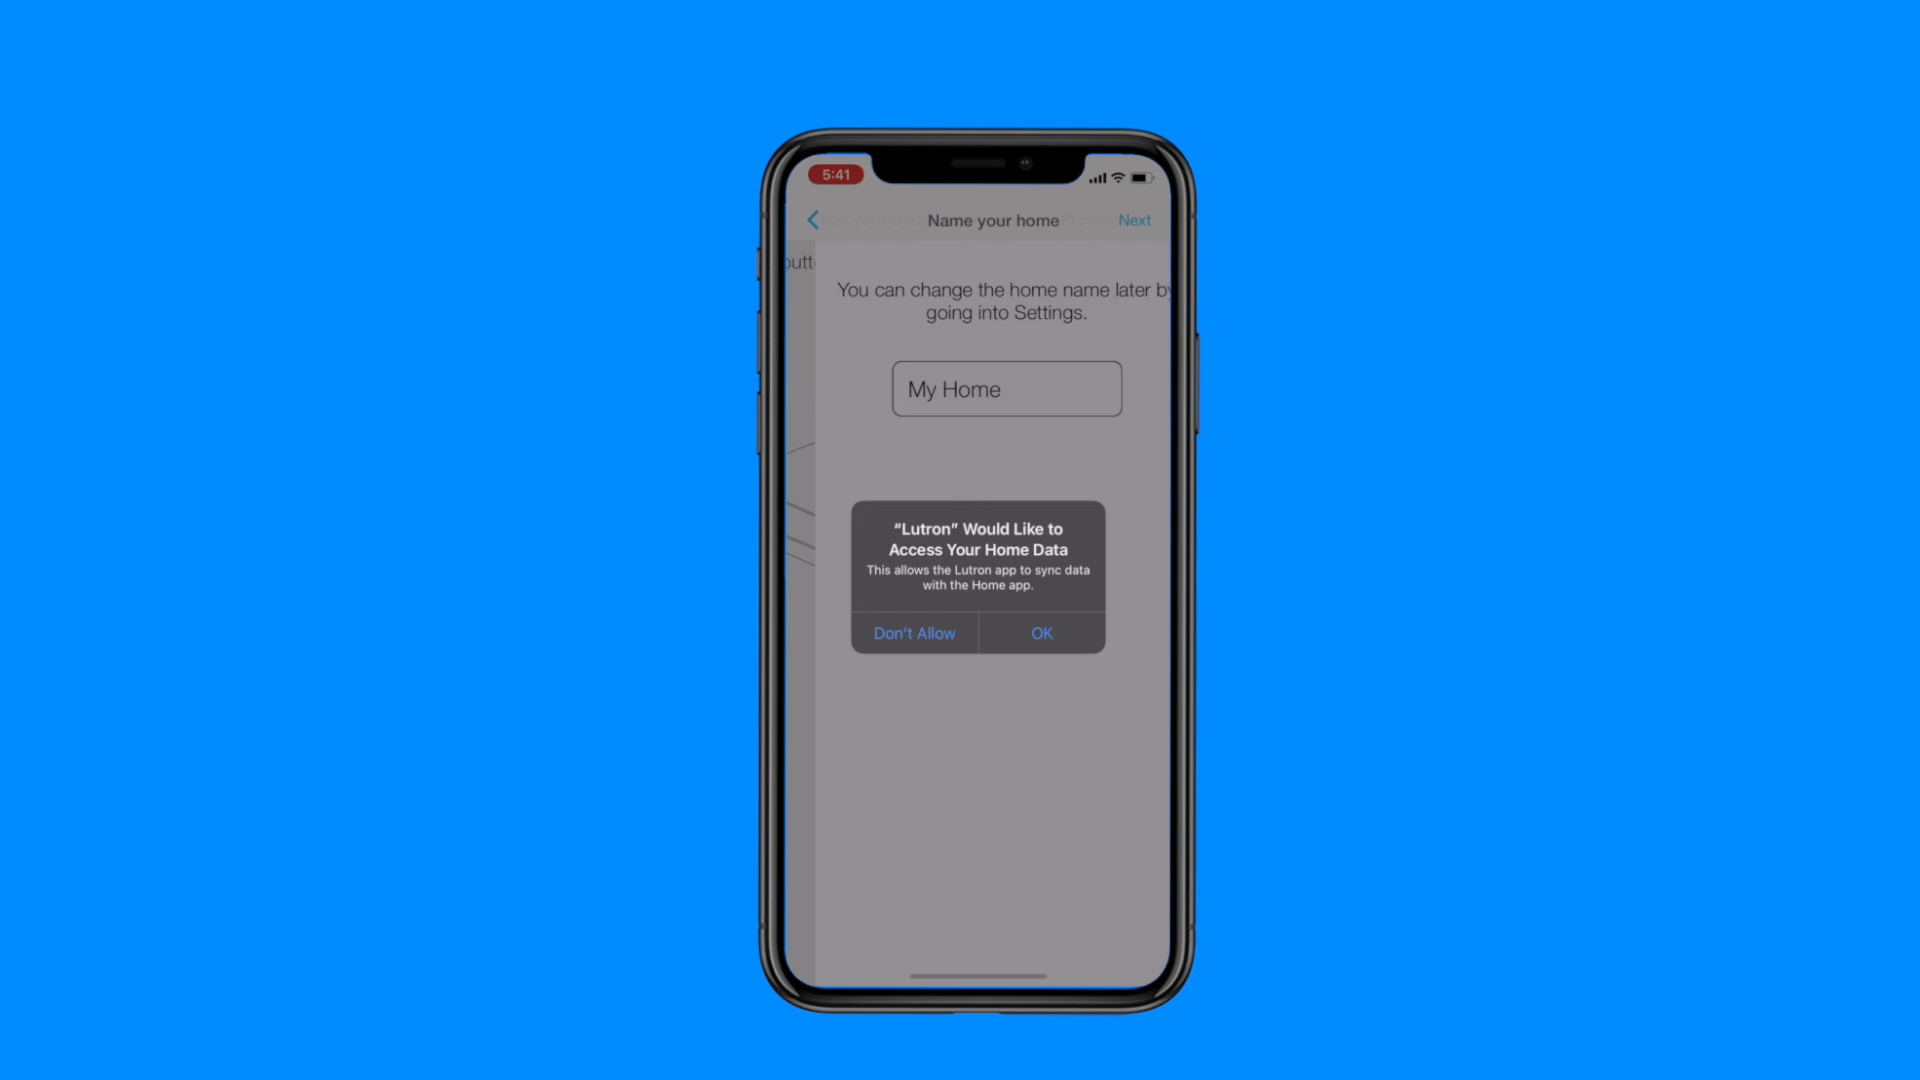 5:41
Name your home
Next
butt
You can change the home name later by
going into Settings.
My Home
“Lutron” Would Like to
Access Your Home Data
This allows the Lutron app to sync data
with the Home app.
Don’t Allow
OK